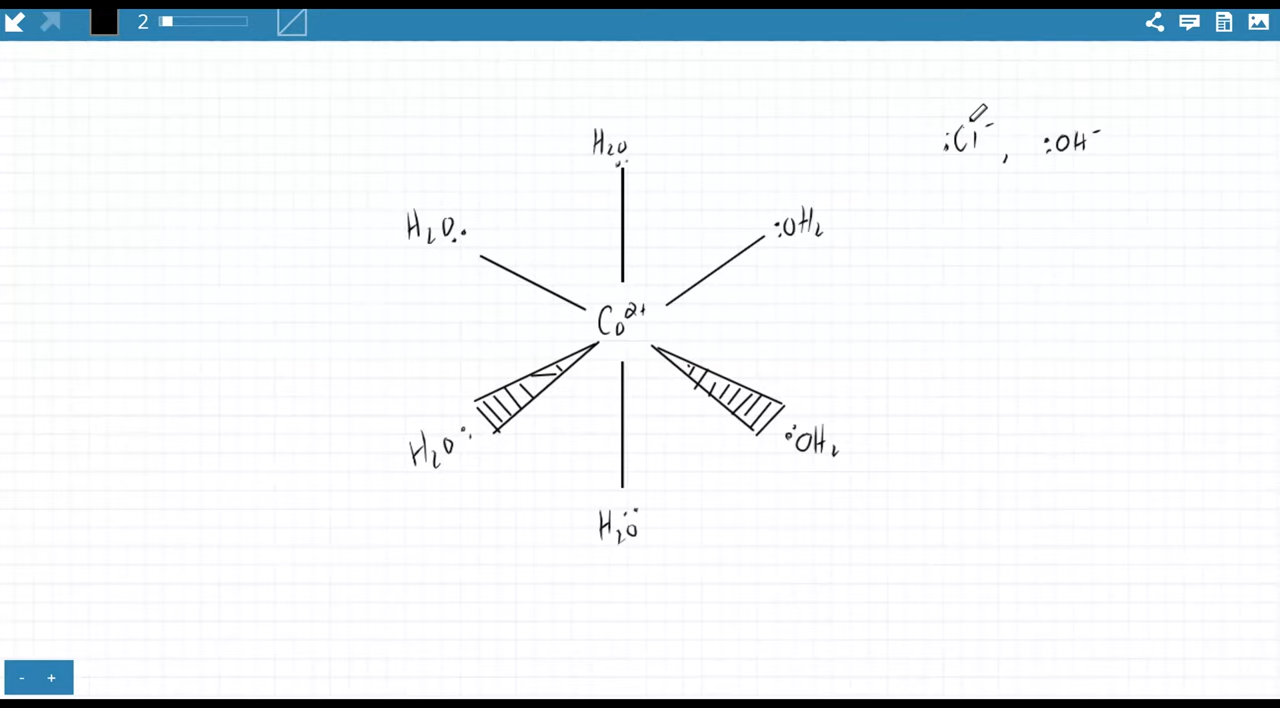 2
H₂O:
:Cl⁻, :OH⁻
H₂O:
:OH₂
Co²⁺
H₂O:
:OH₂
H₂O:
- +